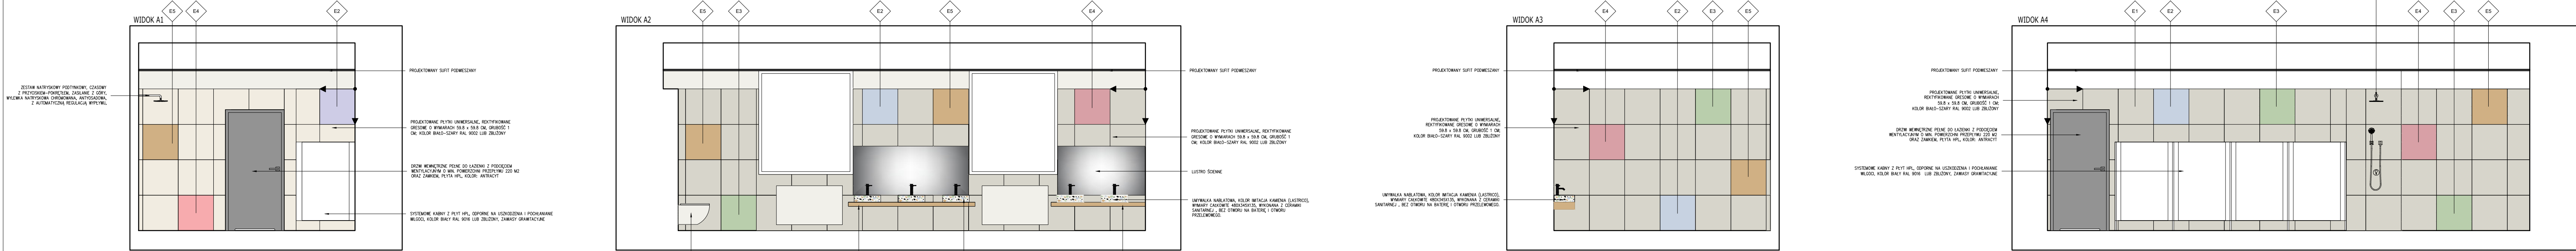 WIDOK A1
E5
E4
E2
ZESTAW NATRYSKOWY PODTYNKOWY, CZASOWY
Z PRZYCISKIEM-POKRĘTŁEM, ZASILANE Z GÓRY,
WYLEWKA NATRYSKOWA CHROMOWANA, ANTYOSADOWA,
Z AUTOMATYCZNĄ REGULACJĄ WYPŁYWU,
PROJEKTOWANY SUFIT PODWIESZANY
PROJEKTOWANE PŁYTKI UNIWERSALNE, REKTYFIKOWANE
GRESOWE O WYMIARACH 59.8 x 59.8 CM, GRUBOŚĆ 1
CM, KOLOR BIAŁO-SZARY RAL 9002 LUB ZBLIŻONY
DRZWI WEWNĘTRZNE PEŁNE DO ŁAZIENKI Z PODCIĘCIEM
WENTYLACYJNYM O MIN. POWIERZCHNI PRZEPŁYWU 220 M2
ORAZ ZAMKIEM, PŁYTA HPL, KOLOR: ANTRACYT
SYSTEMOWE KABINY Z PŁYT HPL, ODPORNE NA USZKODZENIA I POCHŁANIANIE
WILGOCI, KOLOR BIAŁY RAL 9016 LUB ZBLIŻONY, ZAWIASY GRAWITACYJNE
WIDOK A2
E5
E3
E2
E5
E4
PROJEKTOWANY SUFIT PODWIESZANY
PROJEKTOWANE PŁYTKI UNIWERSALNE, REKTYFIKOWANE
GRESOWE O WYMIARACH 59.8 x 59.8 CM, GRUBOŚĆ 1
CM, KOLOR BIAŁO-SZARY RAL 9002 LUB ZBLIŻONY
LUSTRO ŚCIENNE
UMYWALKA NABLATOWA, KOLOR IMITACJA KAMIENIA (LASTRICO),
WYMIARY CAŁKOWITE 480X345X135, WYKONANA Z CERAMIKI
SANITARNEJ , BEZ OTWORU NA BATERIĘ I OTWORU
PRZELEWOWEGO.
WIDOK A3
E4
E2
E3
E5
PROJEKTOWANY SUFIT PODWIESZANY
PROJEKTOWANE PŁYTKI UNIWERSALNE,
REKTYFIKOWANE GRESOWE O WYMIARACH
59.8 x 59.8 CM, GRUBOŚĆ 1 CM,
KOLOR BIAŁO-SZARY RAL 9002 LUB ZBLIŻONY
UMYWALKA NABLATOWA, KOLOR IMITACJA KAMIENIA (LASTRICO),
WYMIARY CAŁKOWITE 480X345X135, WYKONANA Z CERAMIKI
SANITARNEJ , BEZ OTWORU NA BATERIĘ I OTWORU PRZELEWOWEGO.
WIDOK A4
E1
E2
E3
E4
E3
E5
PROJEKTOWANY SUFIT PODWIESZANY
PROJEKTOWANE PŁYTKI UNIWERSALNE,
REKTYFIKOWANE GRESOWE O WYMIARACH
59.8 x 59.8 CM, GRUBOŚĆ 1 CM,
KOLOR BIAŁO-SZARY RAL 9002 LUB ZBLIŻONY
DRZWI WEWNĘTRZNE PEŁNE DO ŁAZIENKI Z PODCIĘCIEM
WENTYLACYJNYM O MIN. POWIERZCHNI PRZEPŁYWU 220 M2
ORAZ ZAMKIEM, PŁYTA HPL, KOLOR: ANTRACYT
SYSTEMOWE KABINY Z PŁYT HPL, ODPORNE NA USZKODZENIA I POCHŁANIANIE
WILGOCI, KOLOR BIAŁY RAL 9016 LUB ZBLIŻONY, ZAWIASY GRAWITACYJNE